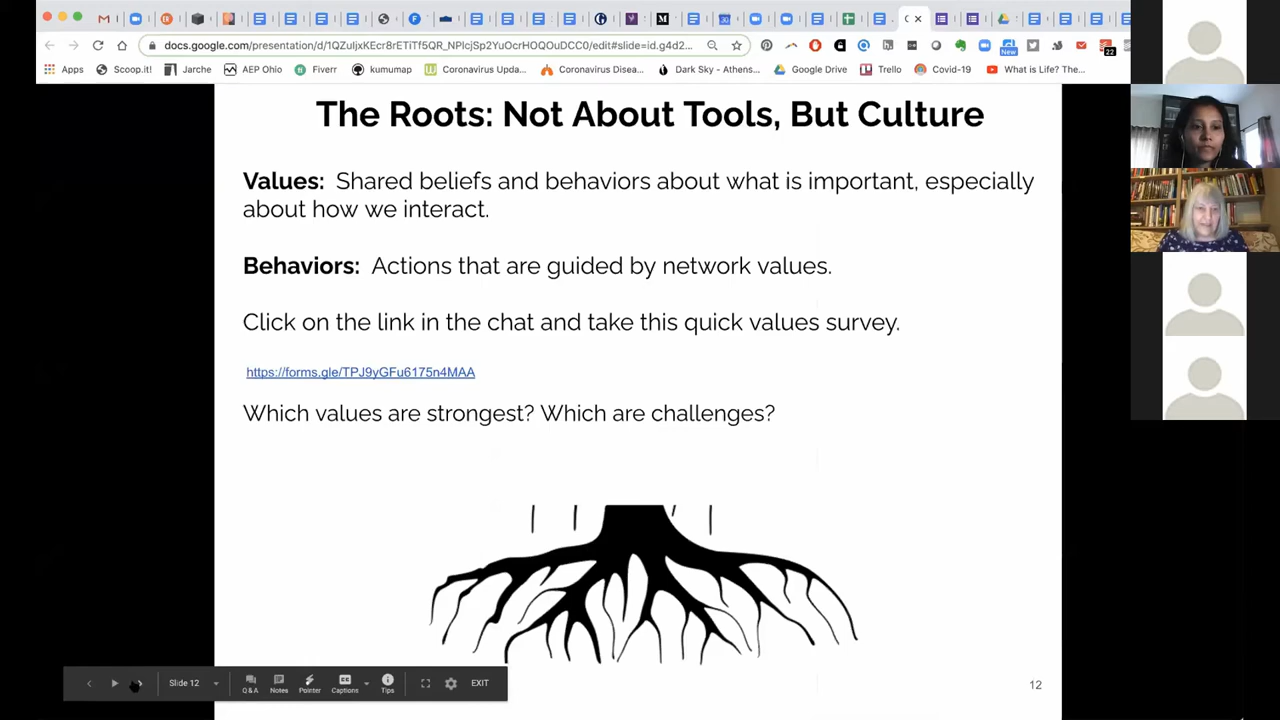 docs.google.com/presentation/d/1QZuljxKEcr8rETiTf5QR_NPIcjSp2YuOcrHOQOuDCC0/edit#slide=id.g4d2...
New
22
Apps
Scoop.it!
Jarche
AEP Ohio
Fiverr
kumumap
Coronavirus Upda...
Coronavirus Disea...
Dark Sky - Athens...
Google Drive
Trello
Covid-19
What is Life? The...
The Roots: Not About Tools, But Culture
Values: Shared beliefs and behaviors about what is important, especially
about how we interact.
Behaviors: Actions that are guided by network values.
Click on the link in the chat and take this quick values survey.
https://forms.gle/TPJ9yGFu6175n4MAA
Which values are strongest? Which are challenges?
Slide 12
Q & A
Notes
Pointer
Captions
Tips
EXIT
12